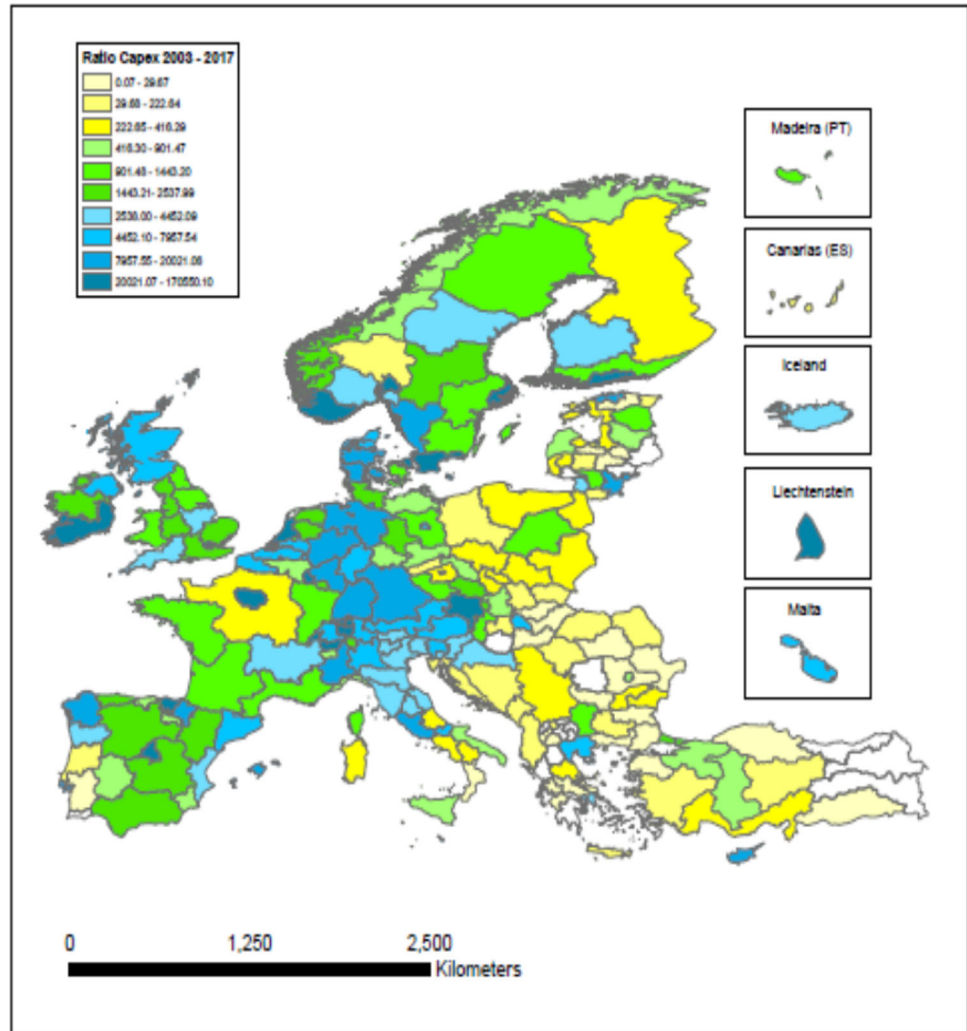 Ratio Capex 2003 - 2017
0.07 - 29.67
29.68 - 222.64
222.65 - 416.29
416.30 - 901.47
901.48 - 1443.20
1443.21 - 2537.99
2538.00 - 4452.09
4452.10 - 7957.54
7957.55 - 20021.06
20021.07 - 170550.10
Madeira (PT)
Canarias (ES)
Iceland
Liechtenstein
Malta
0 1,250 2,500
Kilometers